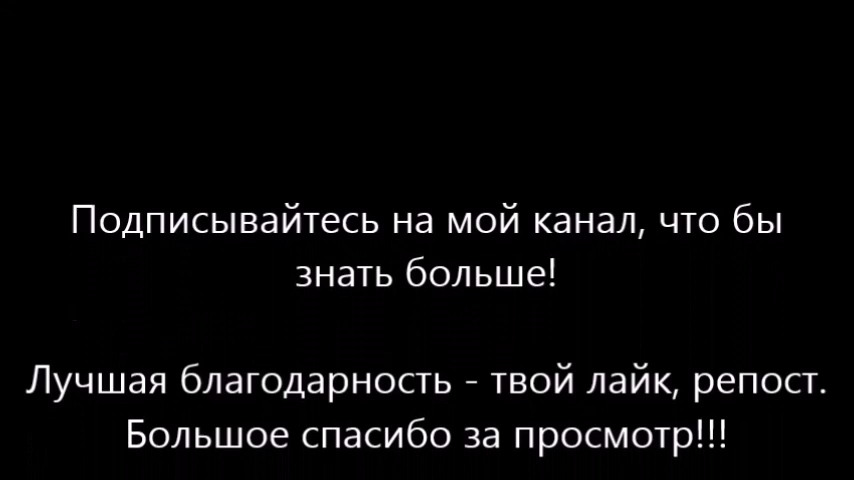 Подписывайтесь на мой канал, что бы
знать больше!
Лучшая благодарность - твой лайк, репост.
Большое спасибо за просмотр!!!